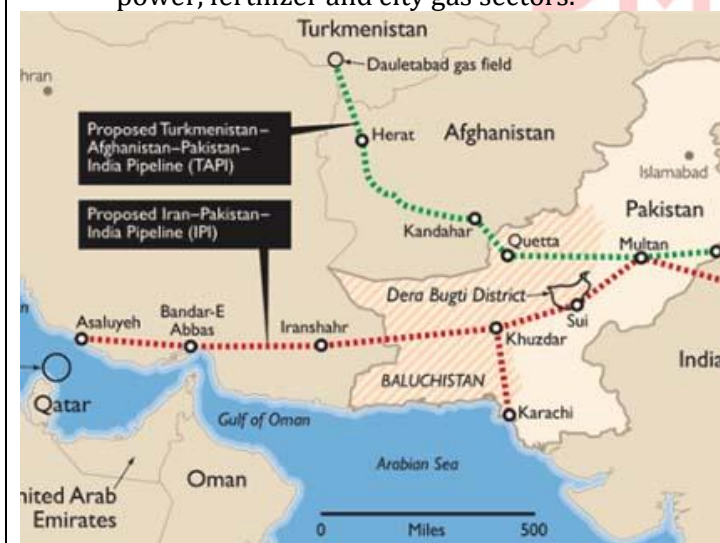 power, fertilizer and city gas sectors.
Turkmenistan
Dauletabad gas field
hran
Proposed Turkmenistan–
Afghanistan–Pakistan–
India Pipeline (TAPI)
Herat
Afghanistan
Islamabad
Proposed Iran–Pakistan–
India Pipeline (IPI)
Pakistan
Kandahar
Quetta
Multan
Dera Bugti District
Asaluyeh
Bandar-E
Abbas
Iranshahr
Sui
Khuzdar
India
BALUCHISTAN
Qatar
Gulf of Oman
Karachi
Arabian Sea
Oman
nited Arab
Emirates
0 Miles 500